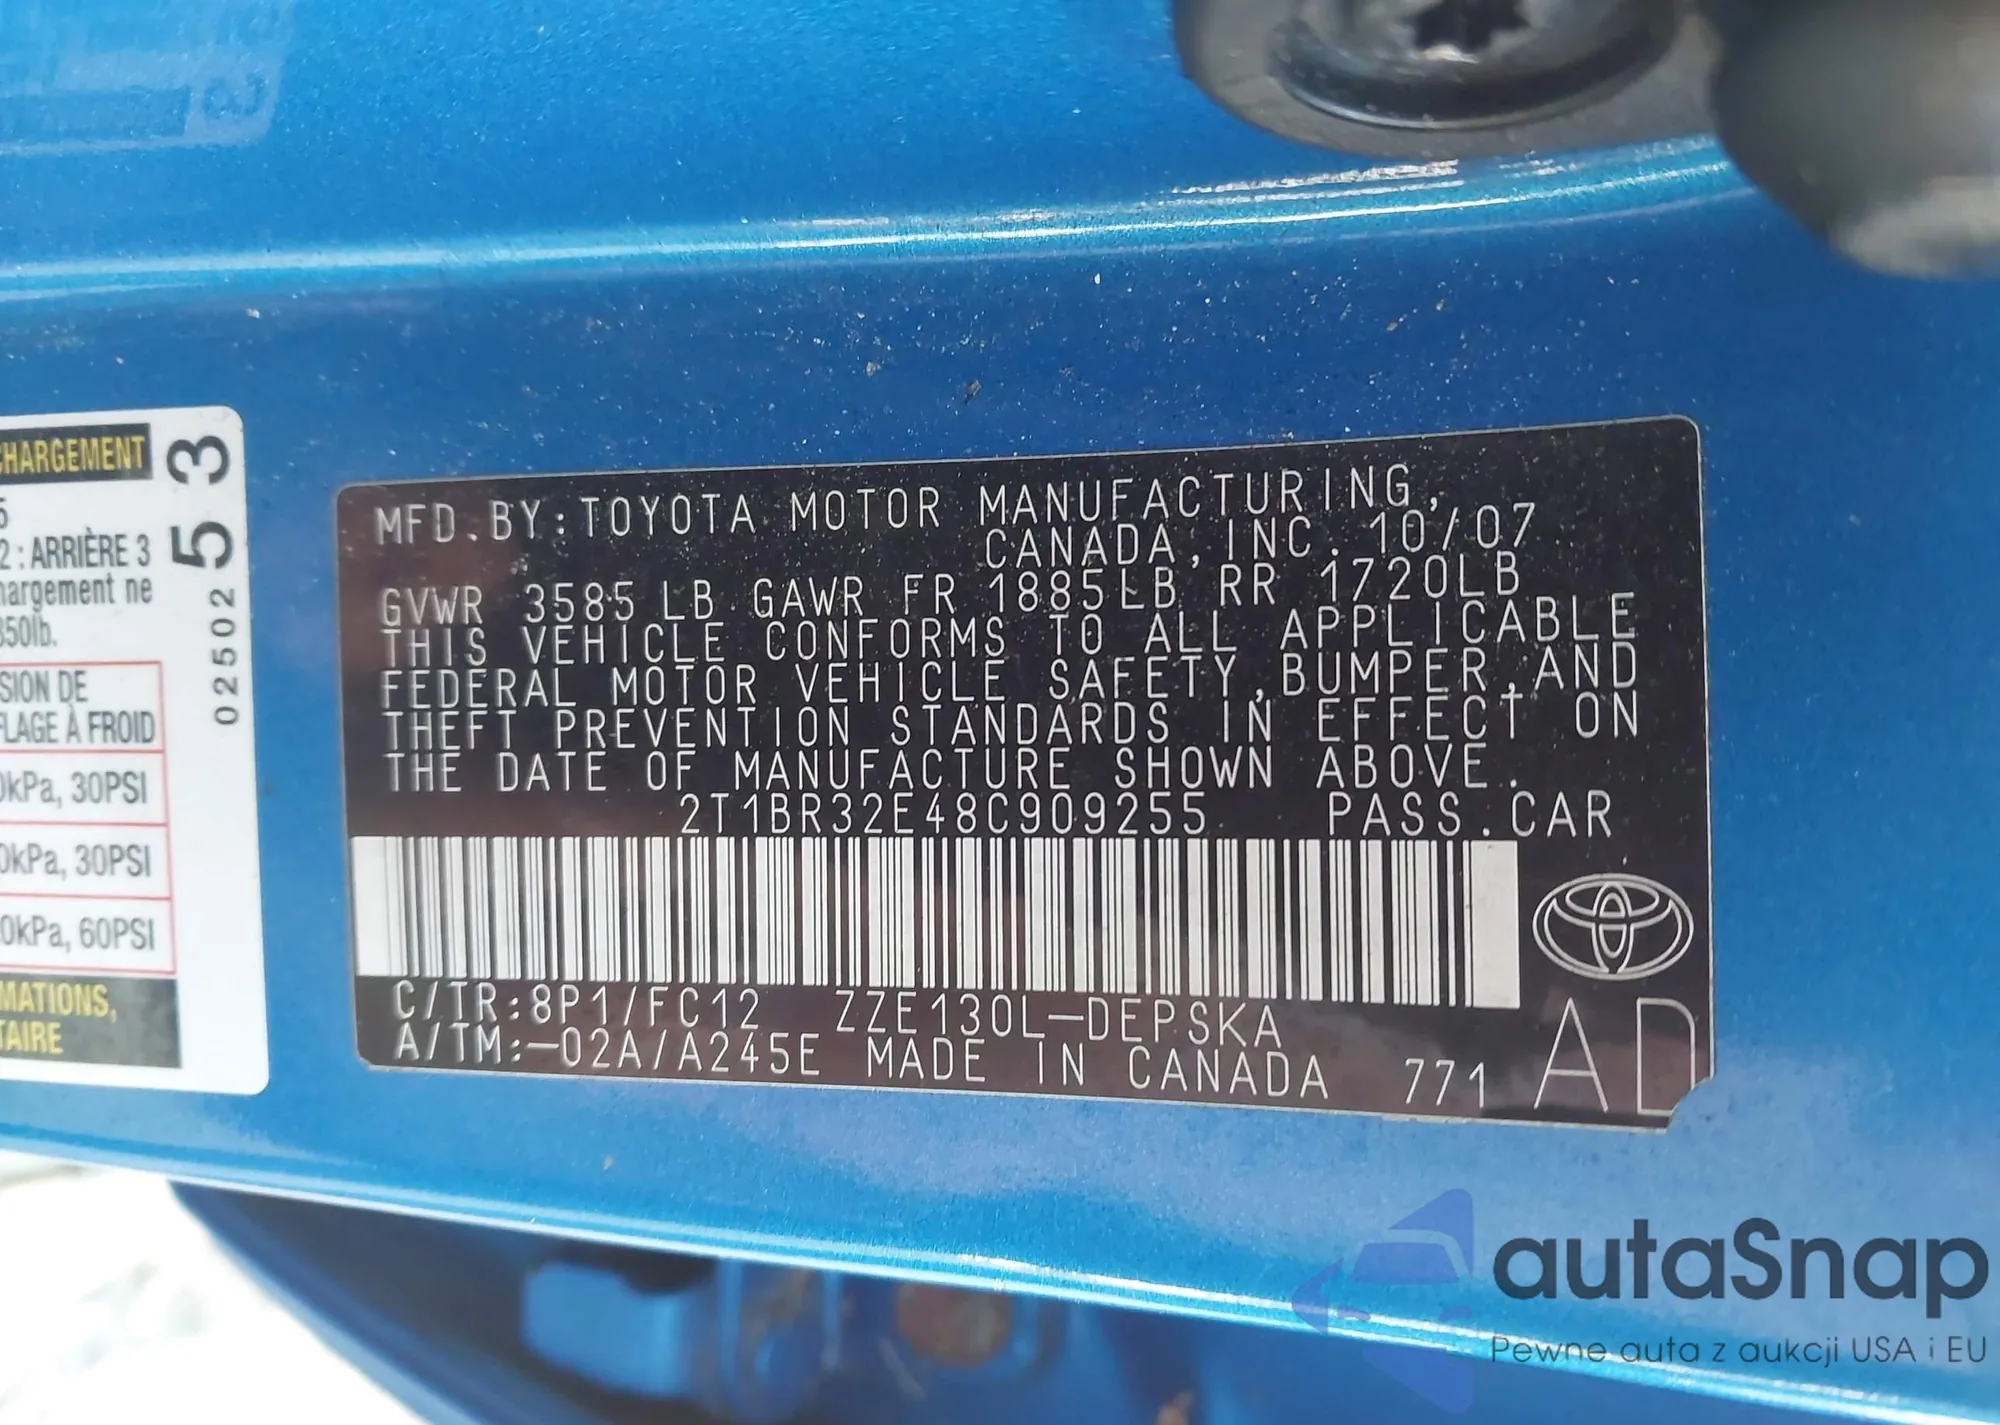 CHARGEMENT
5
2 : ARRIÈRE 3
hargement ne
350lb.
SION DE
FLAGE À FROID
0kPa, 30PSI
0kPa, 30PSI
0kPa, 60PSI
MATIONS,
TAIRE
02502 53
MFD.BY:TOYOTA MOTOR MANUFACTURING,
CANADA,INC. 10/07
GVWR 3585 LB GAWR FR 1885LB RR 1720LB
THIS VEHICLE CONFORMS TO ALL APPLICABLE
FEDERAL MOTOR VEHICLE SAFETY,BUMPER,AND
THEFT PREVENTION STANDARDS IN EFFECT ON
THE DATE OF MANUFACTURE SHOWN ABOVE.
2T1BR32E48C909255 PASS.CAR
C/TR:8P1/FC12 ZZE130L-DEPSKA
A/TM:-02A/A245E MADE IN CANADA 771 AD
autaSnap
Pewne auta z aukcji USA i EU